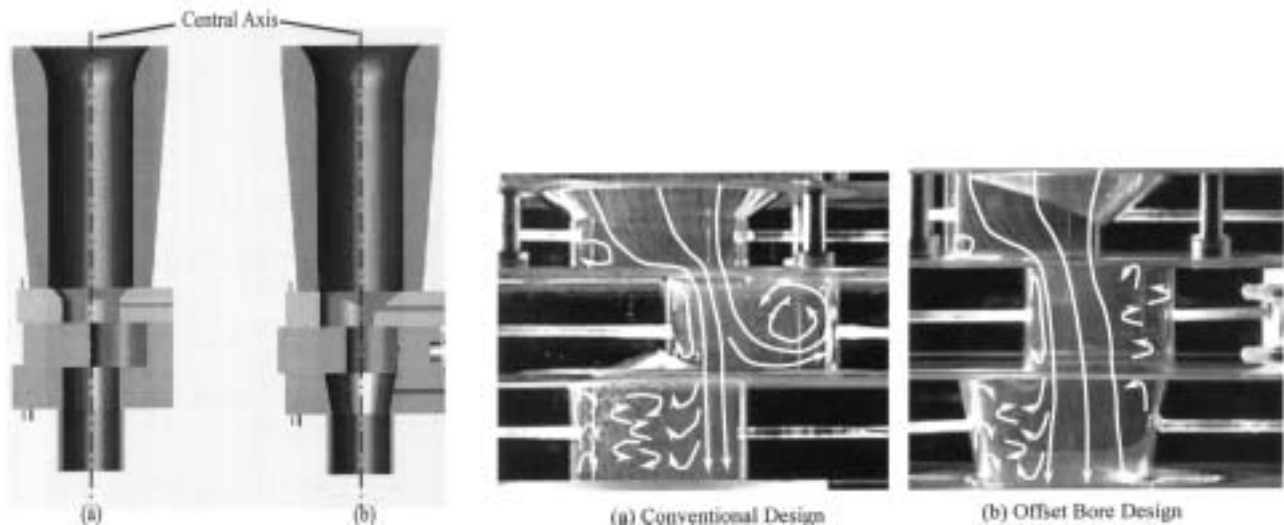 Central Axis
(a)
(b)
(a) Conventional Design
(b) Offset Bore Design